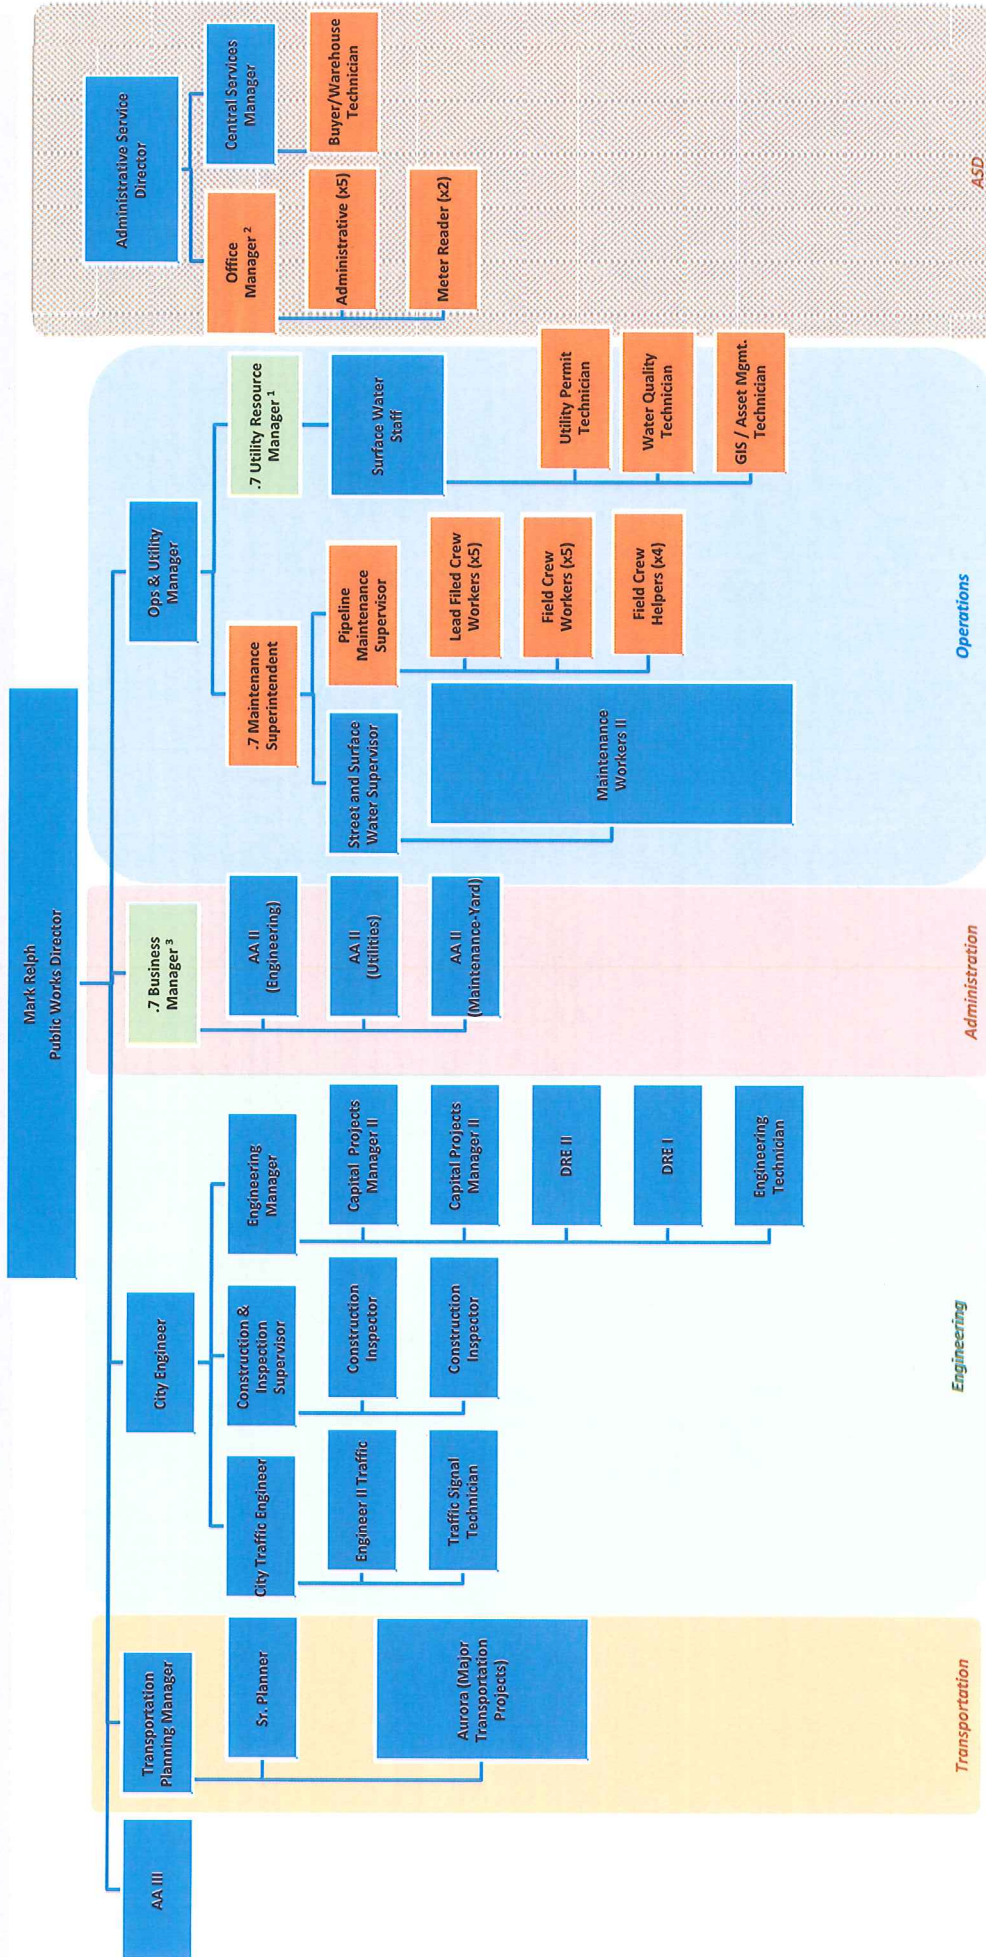 Mark Relph
Public Works Director
AA III
Transportation
Planning Manager
Sr. Planner
Aurora (Major
Transportation
Projects)
Transportation
City Engineer
City Traffic Engineer
Engineer II Traffic
Traffic Signal
Technician
Construction &
Inspection
Supervisor
Construction
Inspector
Construction
Inspector
Engineering
Manager
Capital Projects
Manager II
Capital Projects
Manager II
DRE II
DRE I
Engineering
Technician
Engineering
.7 Business
Manager ³
AA II
(Engineering)
AA II
(Utilities)
AA II
(Maintenance-Yard)
Administration
Ops & Utility
Manager
.7 Maintenance
Superintendent
Street and Surface
Water Supervisor
Maintenance
Workers II
Pipeline
Maintenance
Supervisor
Lead Filed Crew
Workers (x5)
Field Crew
Workers (x5)
Field Crew
Helpers (x4)
.7 Utility Resource
Manager ¹
Surface Water
Staff
Utility Permit
Technician
Water Quality
Technician
GIS / Asset Mgmt.
Technician
Operations
Administrative Service
Director
Office
Manager ²
Administrative (x5)
Meter Reader (x2)
Central Services
Manager
Buyer/Warehouse
Technician
ASD